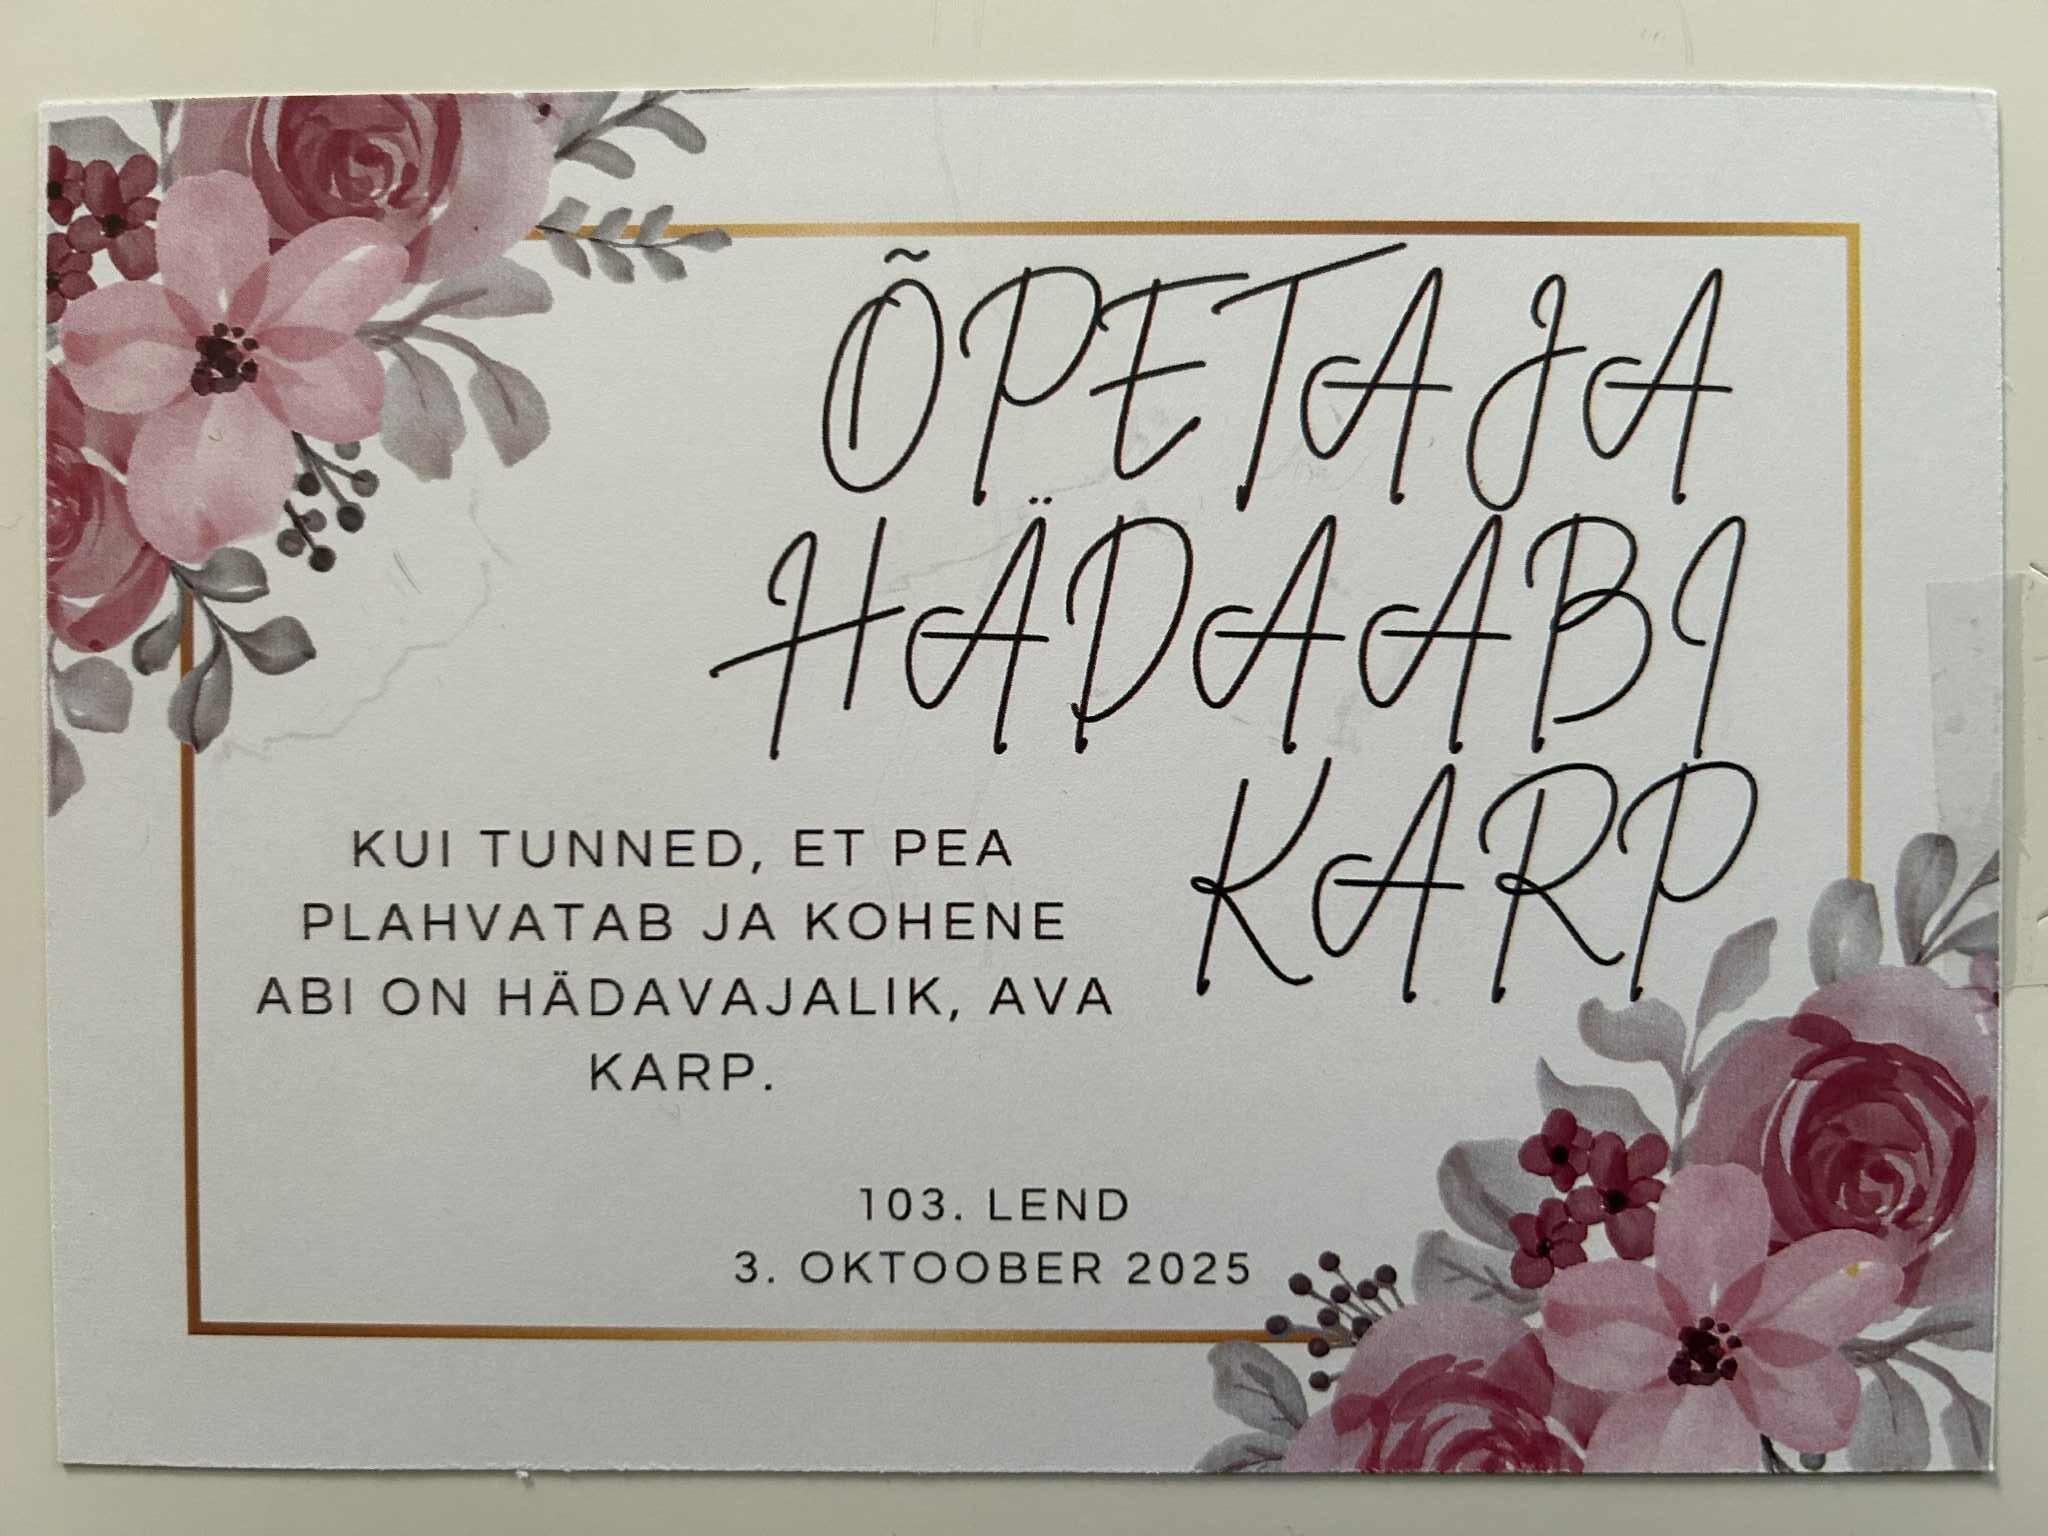 ÕPETAJA
HÄDAABI
KARP
KUI TUNNED, ET PEA
PLAHVATAB JA KOHENE
ABI ON HÄDAVAJALIK, AVA
KARP.
103. LEND
3. OKTOOBER 2025